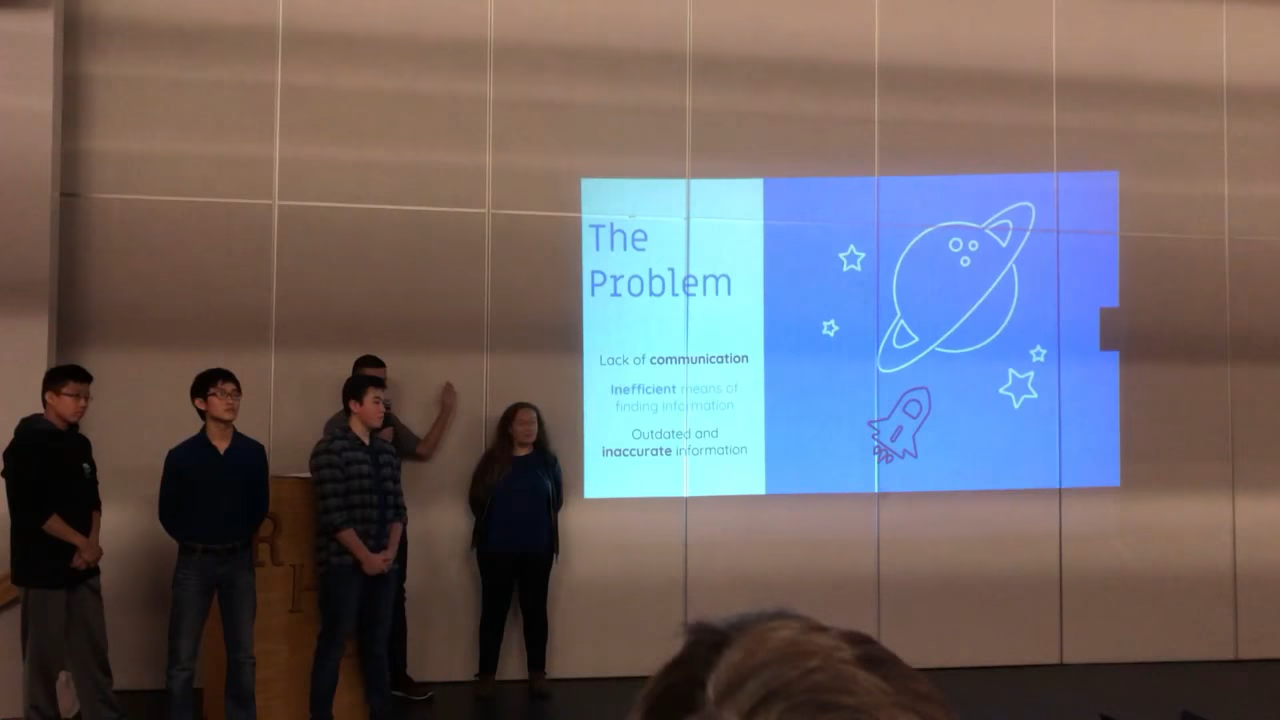 The
Problem
Lack of communication
Inefficient means of
finding information
Outdated and
inaccurate information
R
H